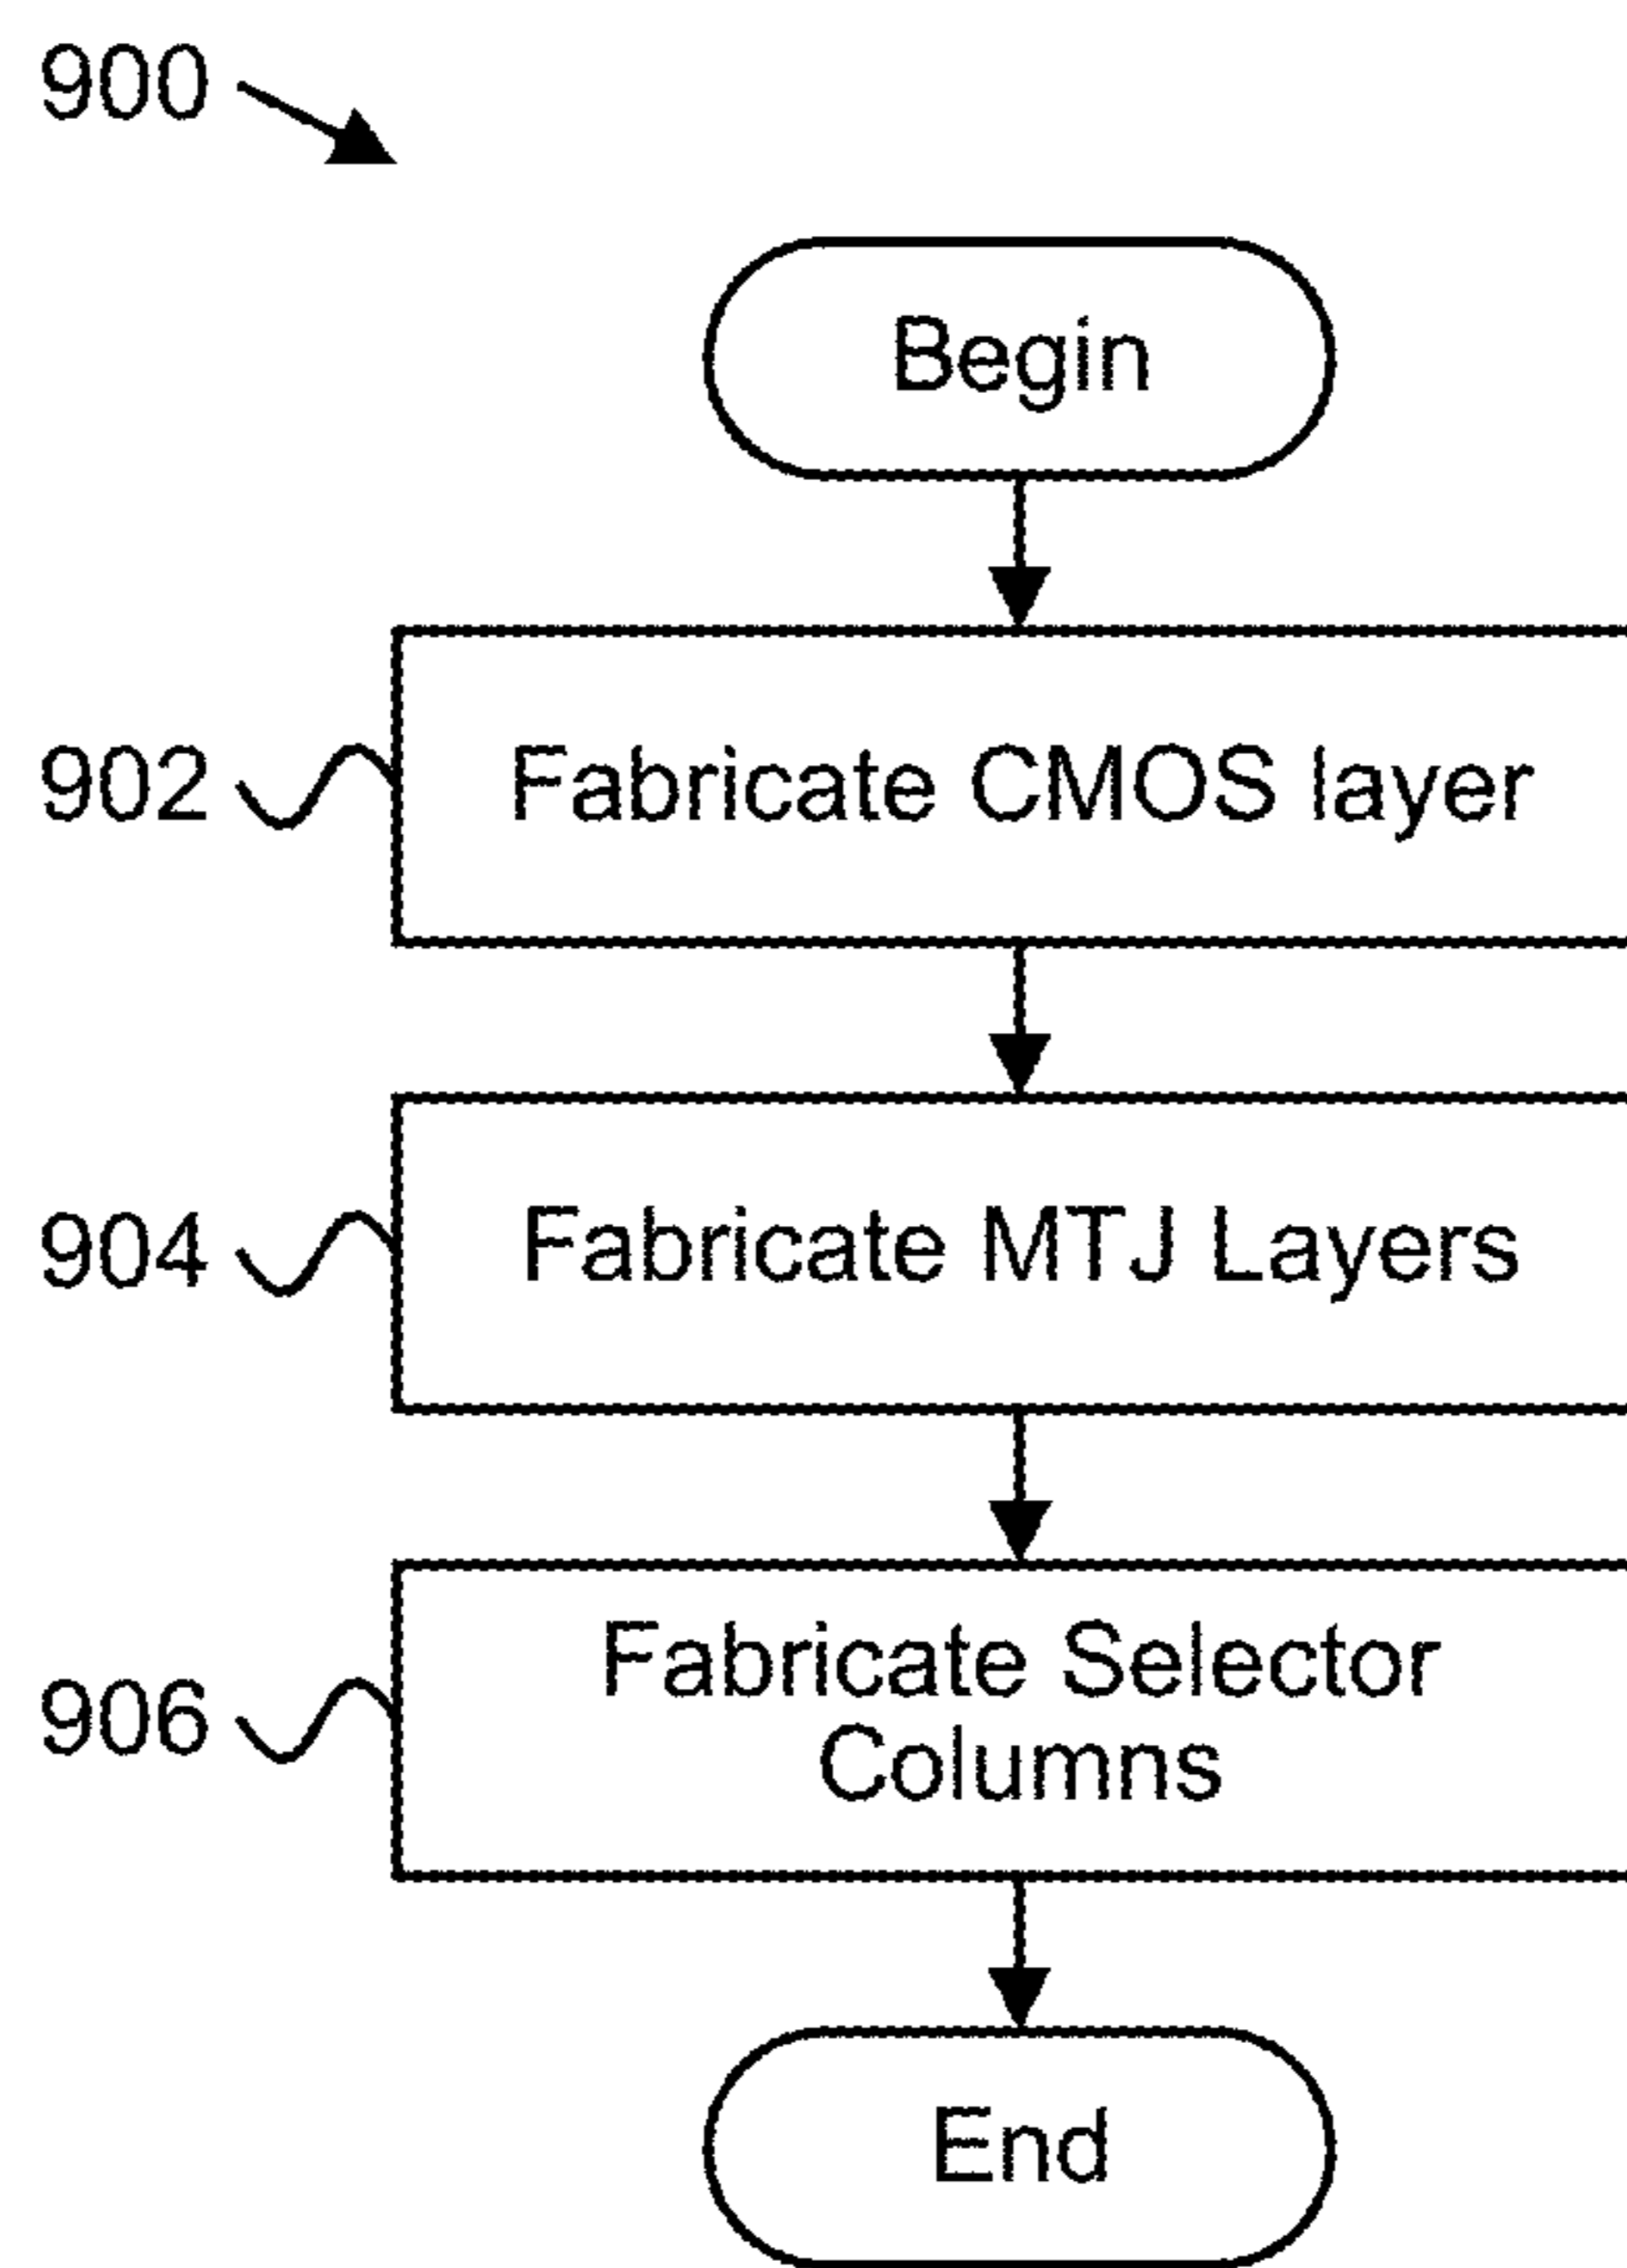 900
Begin
902 Fabricate CMOS layer
904 Fabricate MTJ Layers
906 Fabricate Selector
Columns
End